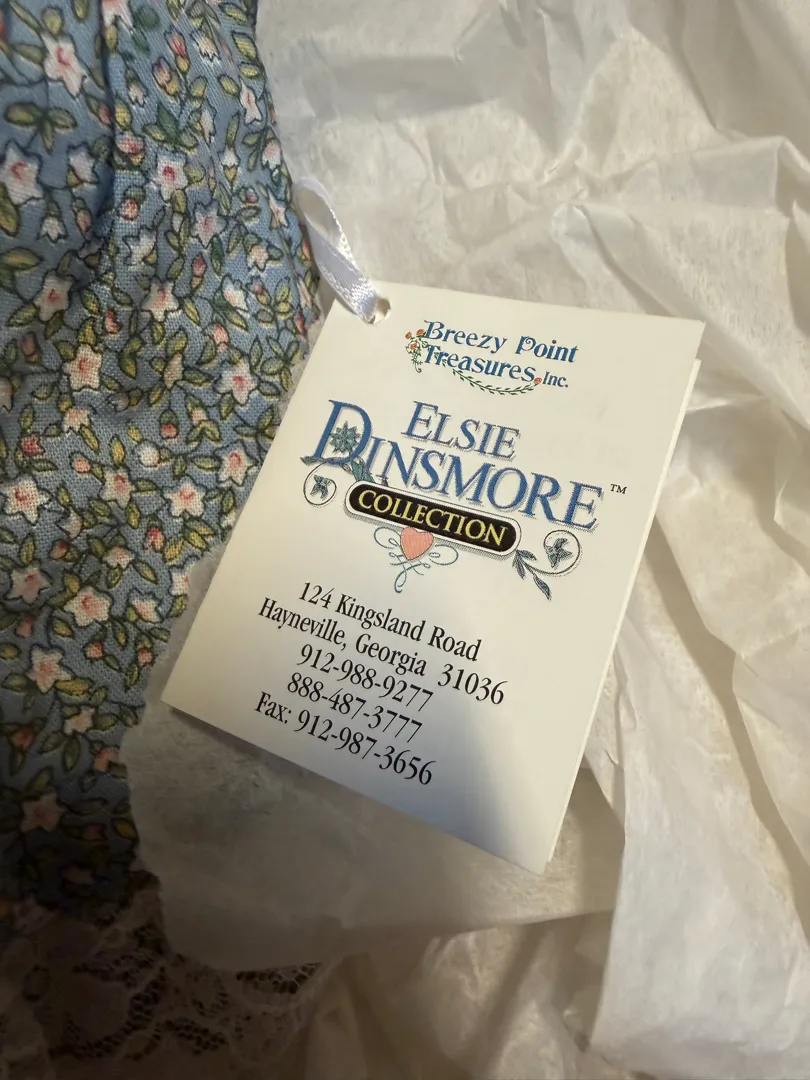 Breezy Point
Treasures, Inc.
ELSIE
DINSMORE™
COLLECTION
124 Kingsland Road
Hayneville, Georgia 31036
912-988-9277
888-487-3777
Fax: 912-987-3656